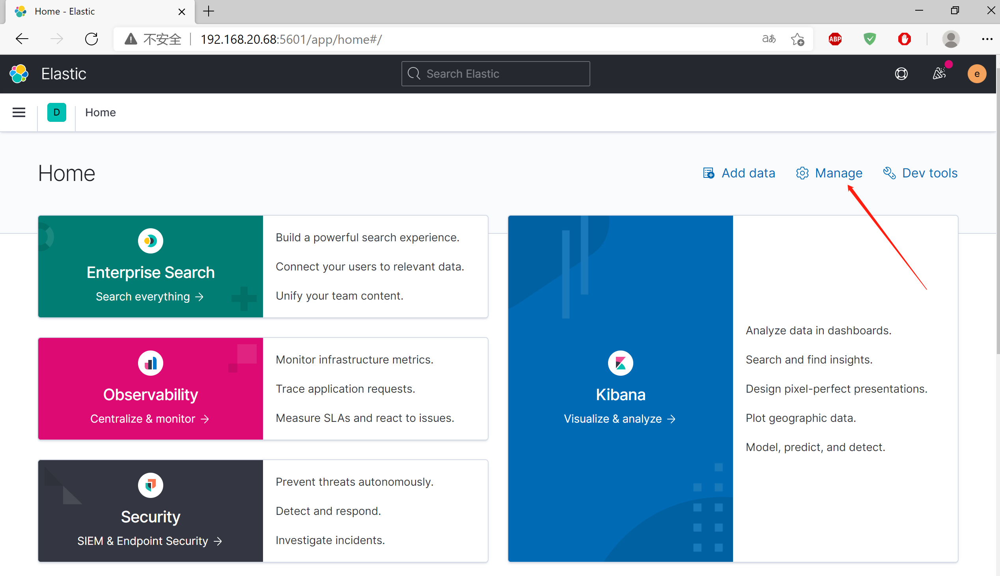 Home - Elastic
不安全 192.168.20.68:5601/app/home#/
aあ
ABP
Elastic
Search Elastic
e
D
Home
Home
Add data
Manage
Dev tools
Enterprise Search
Search everything →
Build a powerful search experience.
Connect your users to relevant data.
Unify your team content.
Observability
Centralize & monitor →
Monitor infrastructure metrics.
Trace application requests.
Measure SLAs and react to issues.
Security
SIEM & Endpoint Security →
Prevent threats autonomously.
Detect and respond.
Investigate incidents.
Kibana
Visualize & analyze →
Analyze data in dashboards.
Search and find insights.
Design pixel-perfect presentations.
Plot geographic data.
Model, predict, and detect.